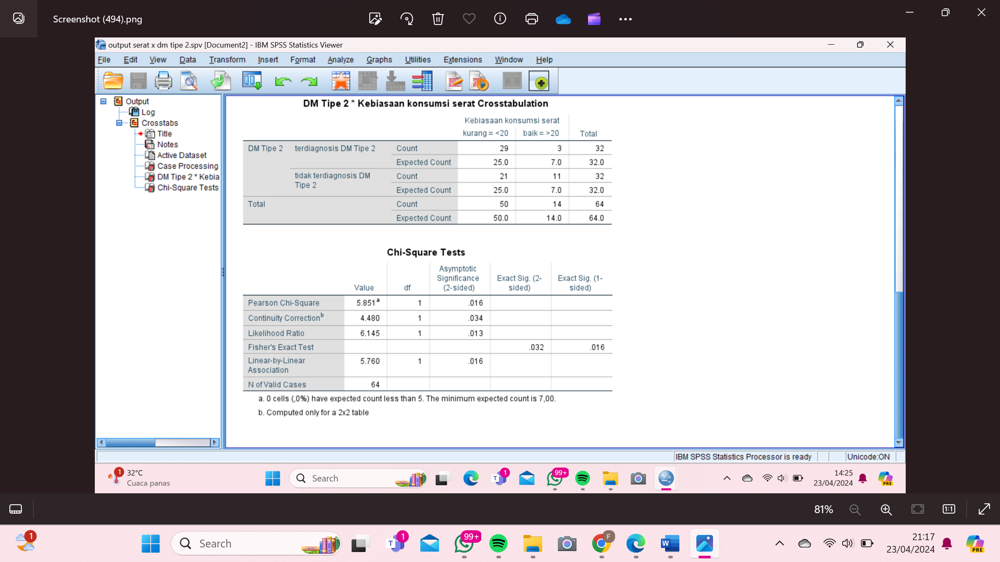 Screenshot (494).png
output serat x dm tipe 2.spv [Document2] - IBM SPSS Statistics Viewer
File Edit View Data Transform Insert Format Analyze Graphs Utilities Extensions Window Help
Output
Log
Crosstabs
Title
Notes
Active Dataset
Case Processing
DM Tipe 2 * Kebia
Chi-Square Tests
DM Tipe 2 * Kebiasaan konsumsi serat Crosstabulation
Kebiasaan konsumsi serat
kurang = <20 baik = >20 Total
DM Tipe 2 terdiagnosis DM Tipe 2 Count 29 3 32
Expected Count 25.0 7.0 32.0
tidak terdiagnosis DM Tipe 2 Count 21 11 32
Expected Count 25.0 7.0 32.0
Total Count 50 14 64
Expected Count 50.0 14.0 64.0
Chi-Square Tests
Value df Asymptotic Significance (2-sided) Exact Sig. (2-sided) Exact Sig. (1-sided)
Pearson Chi-Square 5.851a 1 .016
Continuity Correctionb 4.480 1 .034
Likelihood Ratio 6.145 1 .013
Fisher's Exact Test .032 .016
Linear-by-Linear Association 5.760 1 .016
N of Valid Cases 64
a. 0 cells (,0%) have expected count less than 5. The minimum expected count is 7,00.
b. Computed only for a 2x2 table
IBM SPSS Statistics Processor is ready Unicode:ON
1 32°C
Cuaca panas
Search
1
99+
14:25
23/04/2024
PRE
81%
1:1
1
Search
1
99+
F
21:17
23/04/2024
PRE